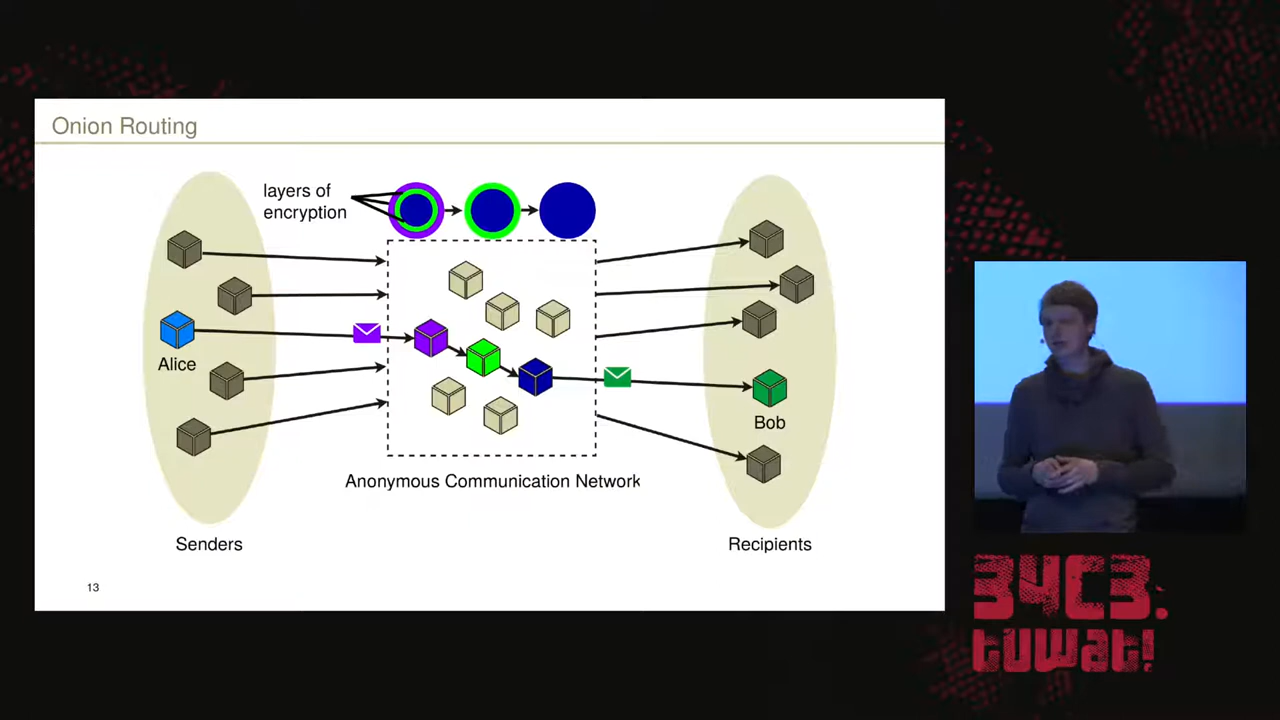 Onion Routing
layers of
encryption
Alice
Bob
Anonymous Communication Network
Senders
Recipients
13
34C3.
tuwat!